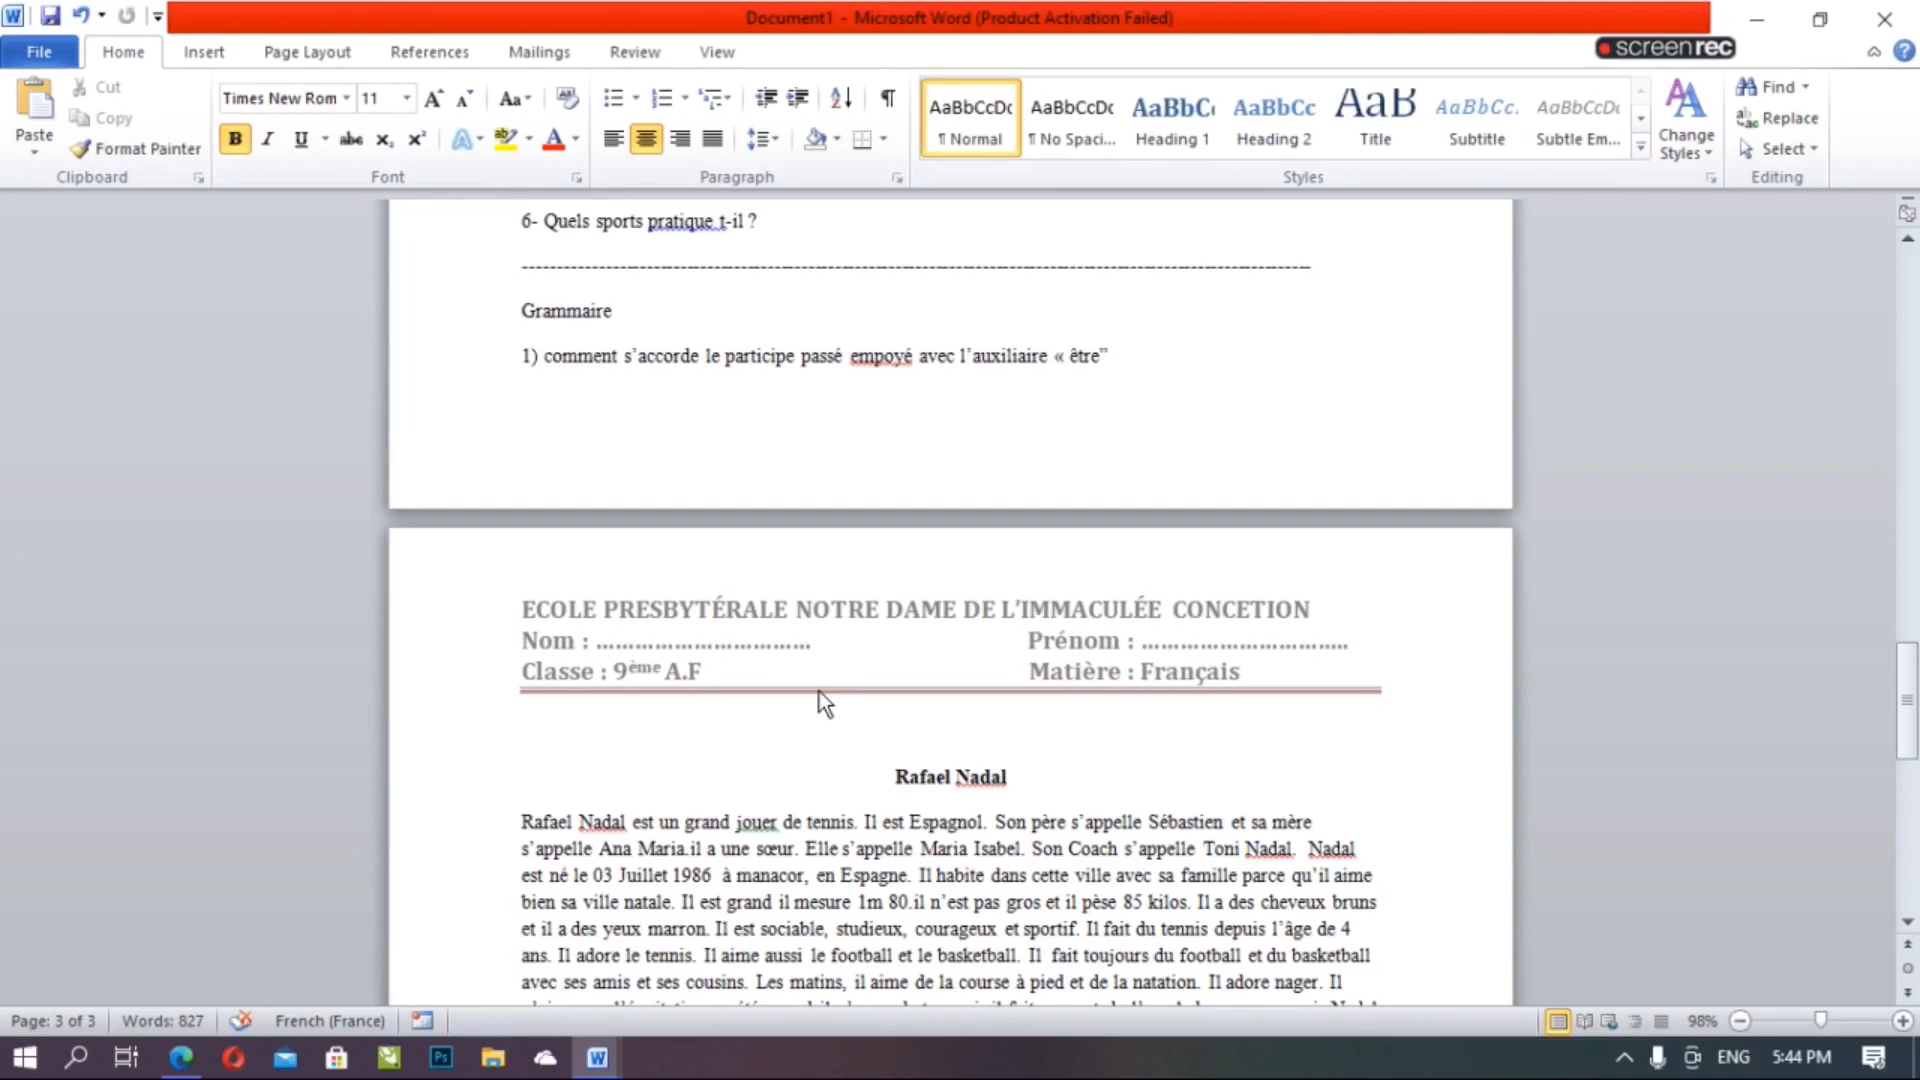 Document1 - Microsoft Word (Product Activation Failed)
File Home Insert Page Layout References Mailings Review View
screenrec
Paste
Cut
Copy
Format Painter
Clipboard
Times New Rom 11
Font
Paragraph
AaBbCcDc AaBbCcDc AaBbC AaBbCc AaB AaBbCc. AaBbCcDc
¶ Normal ¶ No Spaci... Heading 1 Heading 2 Title Subtitle Subtle Em...
Change Styles
Styles
Find
Replace
Select
Editing
6- Quels sports pratique t-il ?
Grammaire
1) comment s’accorde le participe passé empoyé avec l’auxiliaire « être”
ECOLE PRESBYTÉRALE NOTRE DAME DE L’IMMACULÉE CONCETION
Nom : ................................. Prénom : ................................
Classe : 9ème A.F Matière : Français
Rafael Nadal
Rafael Nadal est un grand jouer de tennis. Il est Espagnol. Son père s’appelle Sébastien et sa mère
s’appelle Ana Maria.il a une sœur. Elle s’appelle Maria Isabel. Son Coach s’appelle Toni Nadal. Nadal
est né le 03 Juillet 1986 à manacor, en Espagne. Il habite dans cette ville avec sa famille parce qu’il aime
bien sa ville natale. Il est grand il mesure 1m 80.il n’est pas gros et il pèse 85 kilos. Il a des cheveux bruns
et il a des yeux marron. Il est sociable, studieux, courageux et sportif. Il fait du tennis depuis l’âge de 4
ans. Il adore le tennis. Il aime aussi le football et le basketball. Il fait toujours du football et du basketball
avec ses amis et ses cousins. Les matins, il aime de la course à pied et de la natation. Il adore nager. Il
Page: 3 of 3 Words: 827 French (France) 98%
ENG 5:44 PM